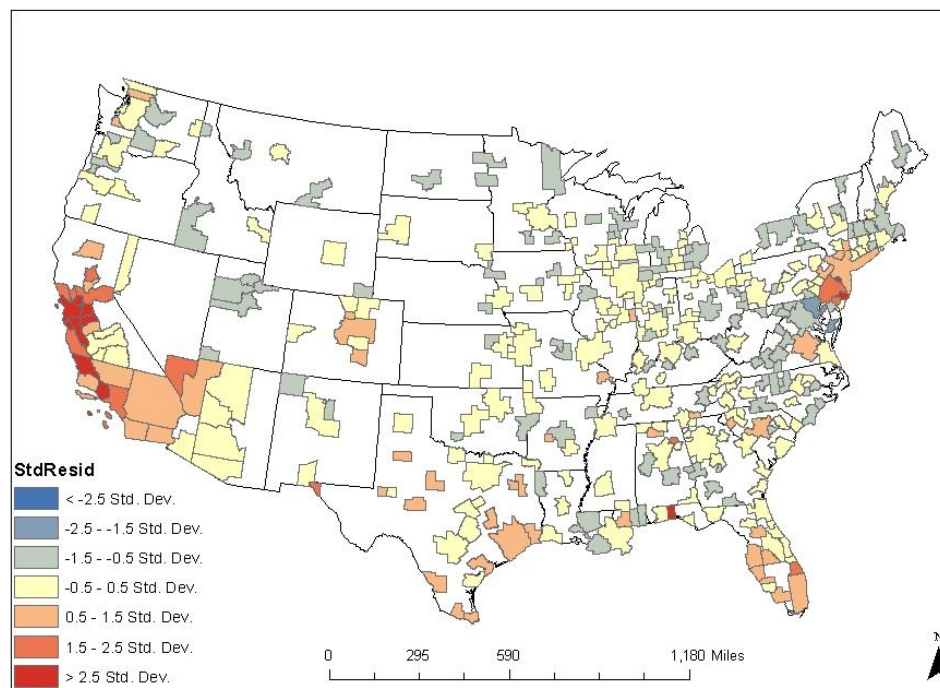 StdResid
< -2.5 Std. Dev.
-2.5 - -1.5 Std. Dev.
-1.5 - -0.5 Std. Dev.
-0.5 - 0.5 Std. Dev.
0.5 - 1.5 Std. Dev.
1.5 - 2.5 Std. Dev.
> 2.5 Std. Dev.
0 295 590 1,180 Miles
N